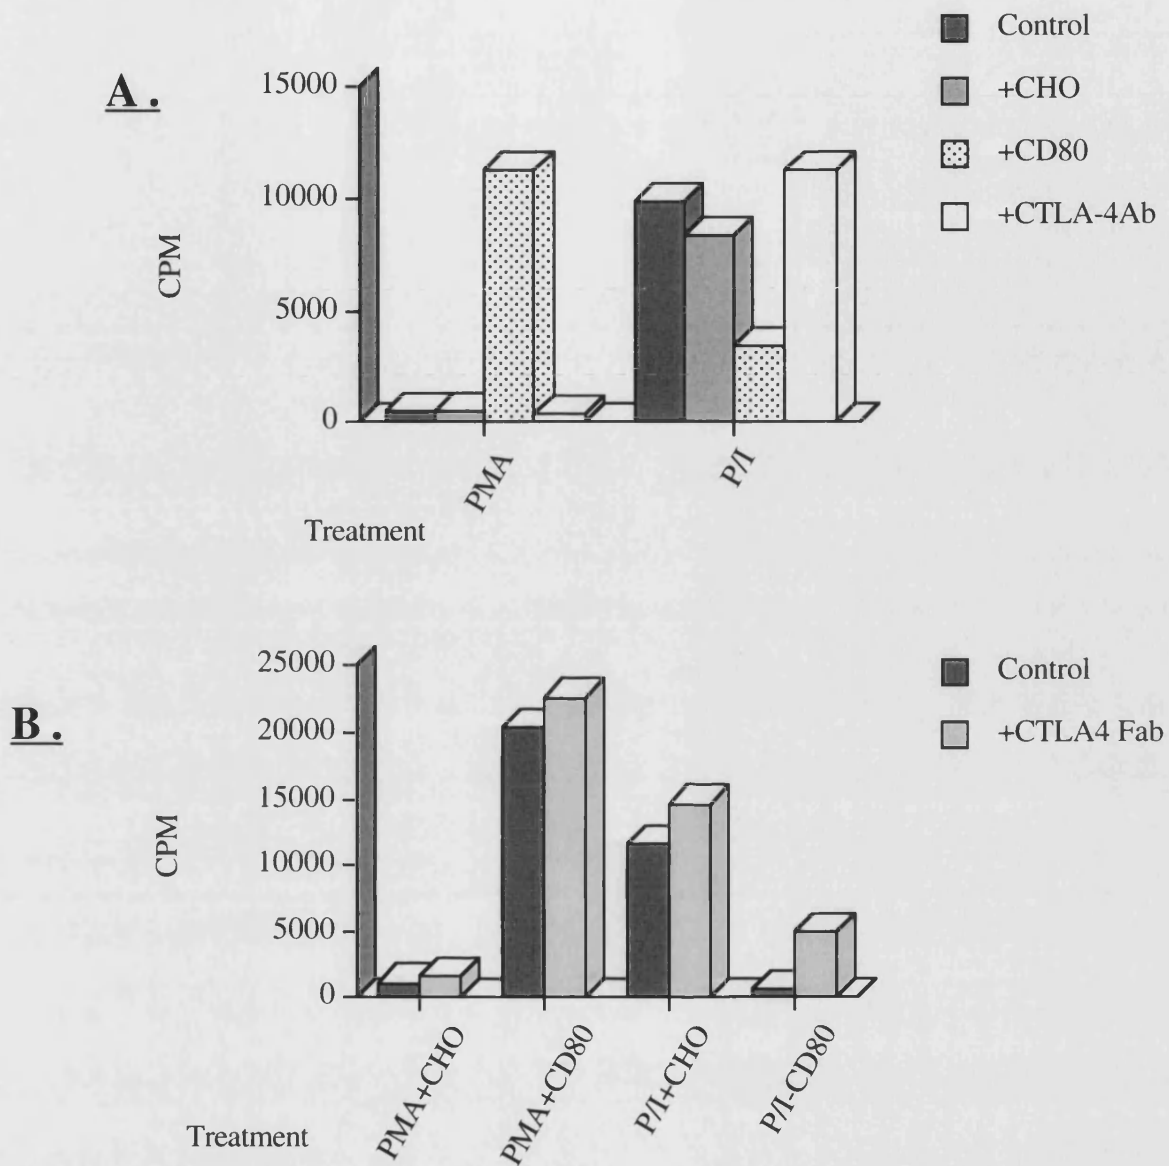 A.
15000
10000
5000
0
CPM
PMA
P/I
Treatment
Control
+CHO
+CD80
+CTLA-4Ab
B.
25000
20000
15000
10000
5000
0
CPM
PMA+CHO
PMA+CD80
P/I+CHO
P/I-CD80
Treatment
Control
+CTLA4 Fab